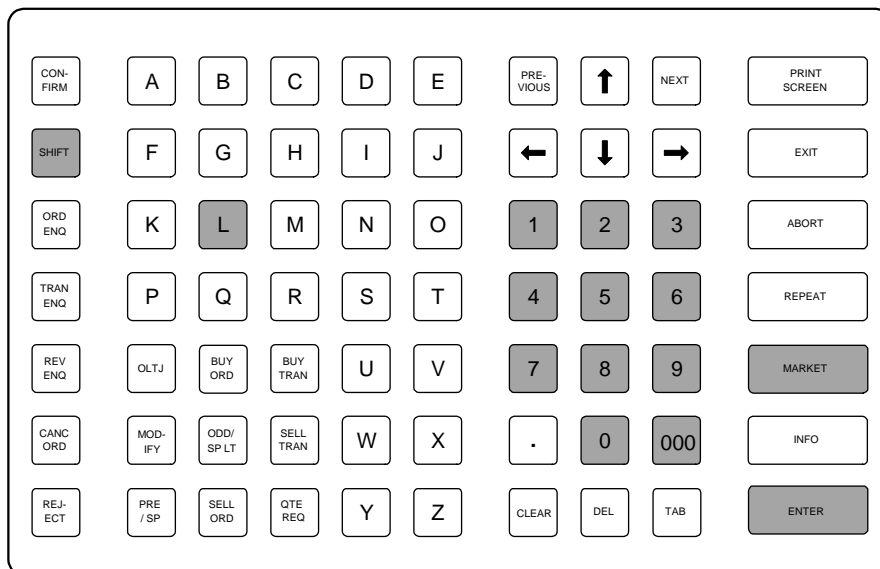 CON-
FIRM
A
B
C
D
E
PRE-
VIOUS
NEXT
PRINT
SCREEN
SHIFT
F
G
H
I
J
EXIT
ORD
ENQ
K
L
M
N
O
1
2
3
ABORT
TRAN
ENQ
P
Q
R
S
T
4
5
6
REPEAT
REV
ENQ
OLTJ
BUY
ORD
BUY
TRAN
U
V
7
8
9
MARKET
CANC
ORD
MOD-
IFY
ODD/
SP LT
SELL
TRAN
W
X
.
0
000
INFO
REJ-
ECT
PRE
/ SP
SELL
ORD
QTE
REQ
Y
Z
CLEAR
DEL
TAB
ENTER